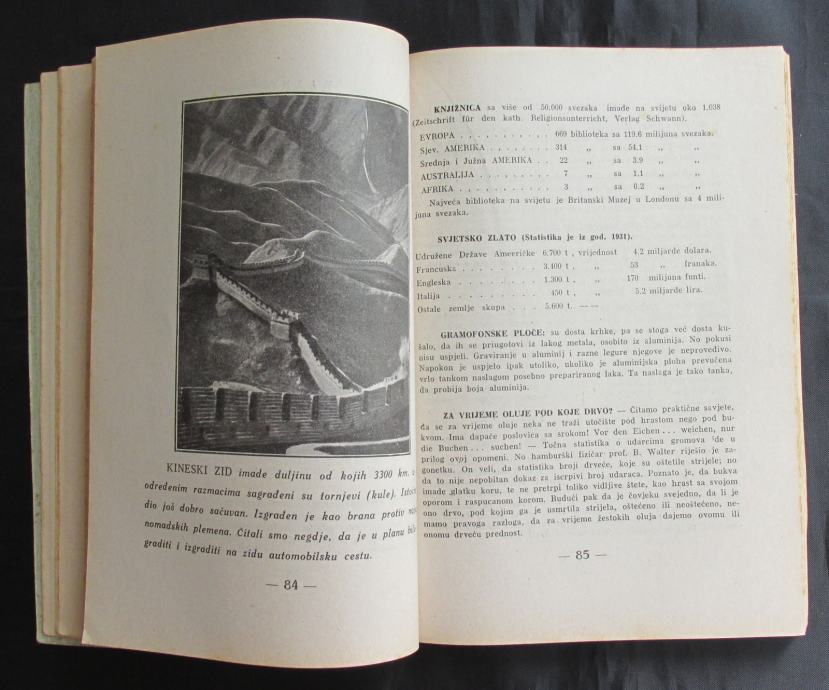 KINESKI ZID imade duljinu od kojih 3300 km. u
određenim razmacima sagrađeni su tornjevi (kule).
dio još dobro sačuvan. Izgrađen je kao brana protiv
nomadskih plemena. Čitali smo negdje, da je u planu
graditi i izgraditi na zidu automobilsku cestu.
— 84 —
KNJIŽNICA sa više od 50.000 svezaka imade na svijetu oko 1.038
(Zeitschrift für den kath. Religionsunterricht, Verlag Schwann).
EVROPA . . . . . . . . . . 669 biblioteka sa 119.6 milijuna svezaka.
Sjev. AMERIKA . . . . . . . 314 „ sa 54.1 „ „
Srednja i Južna AMERIKA . . 22 „ sa 3.9 „ „
AUSTRALIJA . . . . . . . . 7 „ sa 1.1 „ „
AFRIKA . . . . . . . . . . 3 „ sa 0.2 „ „
Najveća biblioteka na svijetu je Britanski Muzej u Londonu sa 4 mili-
juna svezaka.
SVJETSKO ZLATO (Statistika je iz god. 1931).
Udružene Države Ameeričke 6.700 t , vrijednost 4.2 miljarde dolara.
Francuska . . . . . . . . 3.400 t , „ 53 „ franaka.
Engleska . . . . . . . . 1.300 t , „ 170 milijuna funti.
Italija . . . . . . . . . 450 t , „ 5.2 miljarde lira.
Ostale zemlje skupa . . . 5.600 t. — —
GRAMOFONSKE PLOČE: su dosta krhke, pa se stoga već dosta ku-
šalo, da ih se priugotovi iz lakog metala, osobito iz aluminija. No pokusi
nisu uspjeli. Graviranje u aluminij i razne legure njegove je neprovedivo.
Napokon je uspjelo ipak utoliko, ukoliko je aluminijska ploha prevučena
vrlo tankom naslagom posebno prepariranog laka. Ta naslaga je tako tanka,
da probija boja aluminija.
ZA VRIJEME OLUJE POD KOJE DRVO? — Čitamo praktične savjete,
da se za vrijeme oluje neka ne traži utočište pod hrastom nego pod bu-
kvom. Ima dapače poslovica sa srokom! Vor den Eichen . . . weichen, nur
die Buchen . . . suchen! — Točna statistika o udarcima gromova ide u
prilog ovoj opomeni. No hamburški fizičar prof. B. Walter riješio je za-
gonetku. On veli, da statistika broji drveće, koje su oštetile strijele; no
da to nije nepobitan dokaz za iscrpivi broj udaraca. Poznato je, da bukva
imade glatku koru, te ne pretrpi toliko vidljive štete, kao hrast sa svojom
oporom i raspucanom korom. Budući pak da je čovjeku svejedno, da li je
ono drvo, pod kojim ga je usmrtila strijela, oštećeno ili neoštećeno, ne-
mamo pravoga razloga, da za vrijeme žestokih oluja dajemo ovomu ili
onomu drveću prednost.
— 85 —